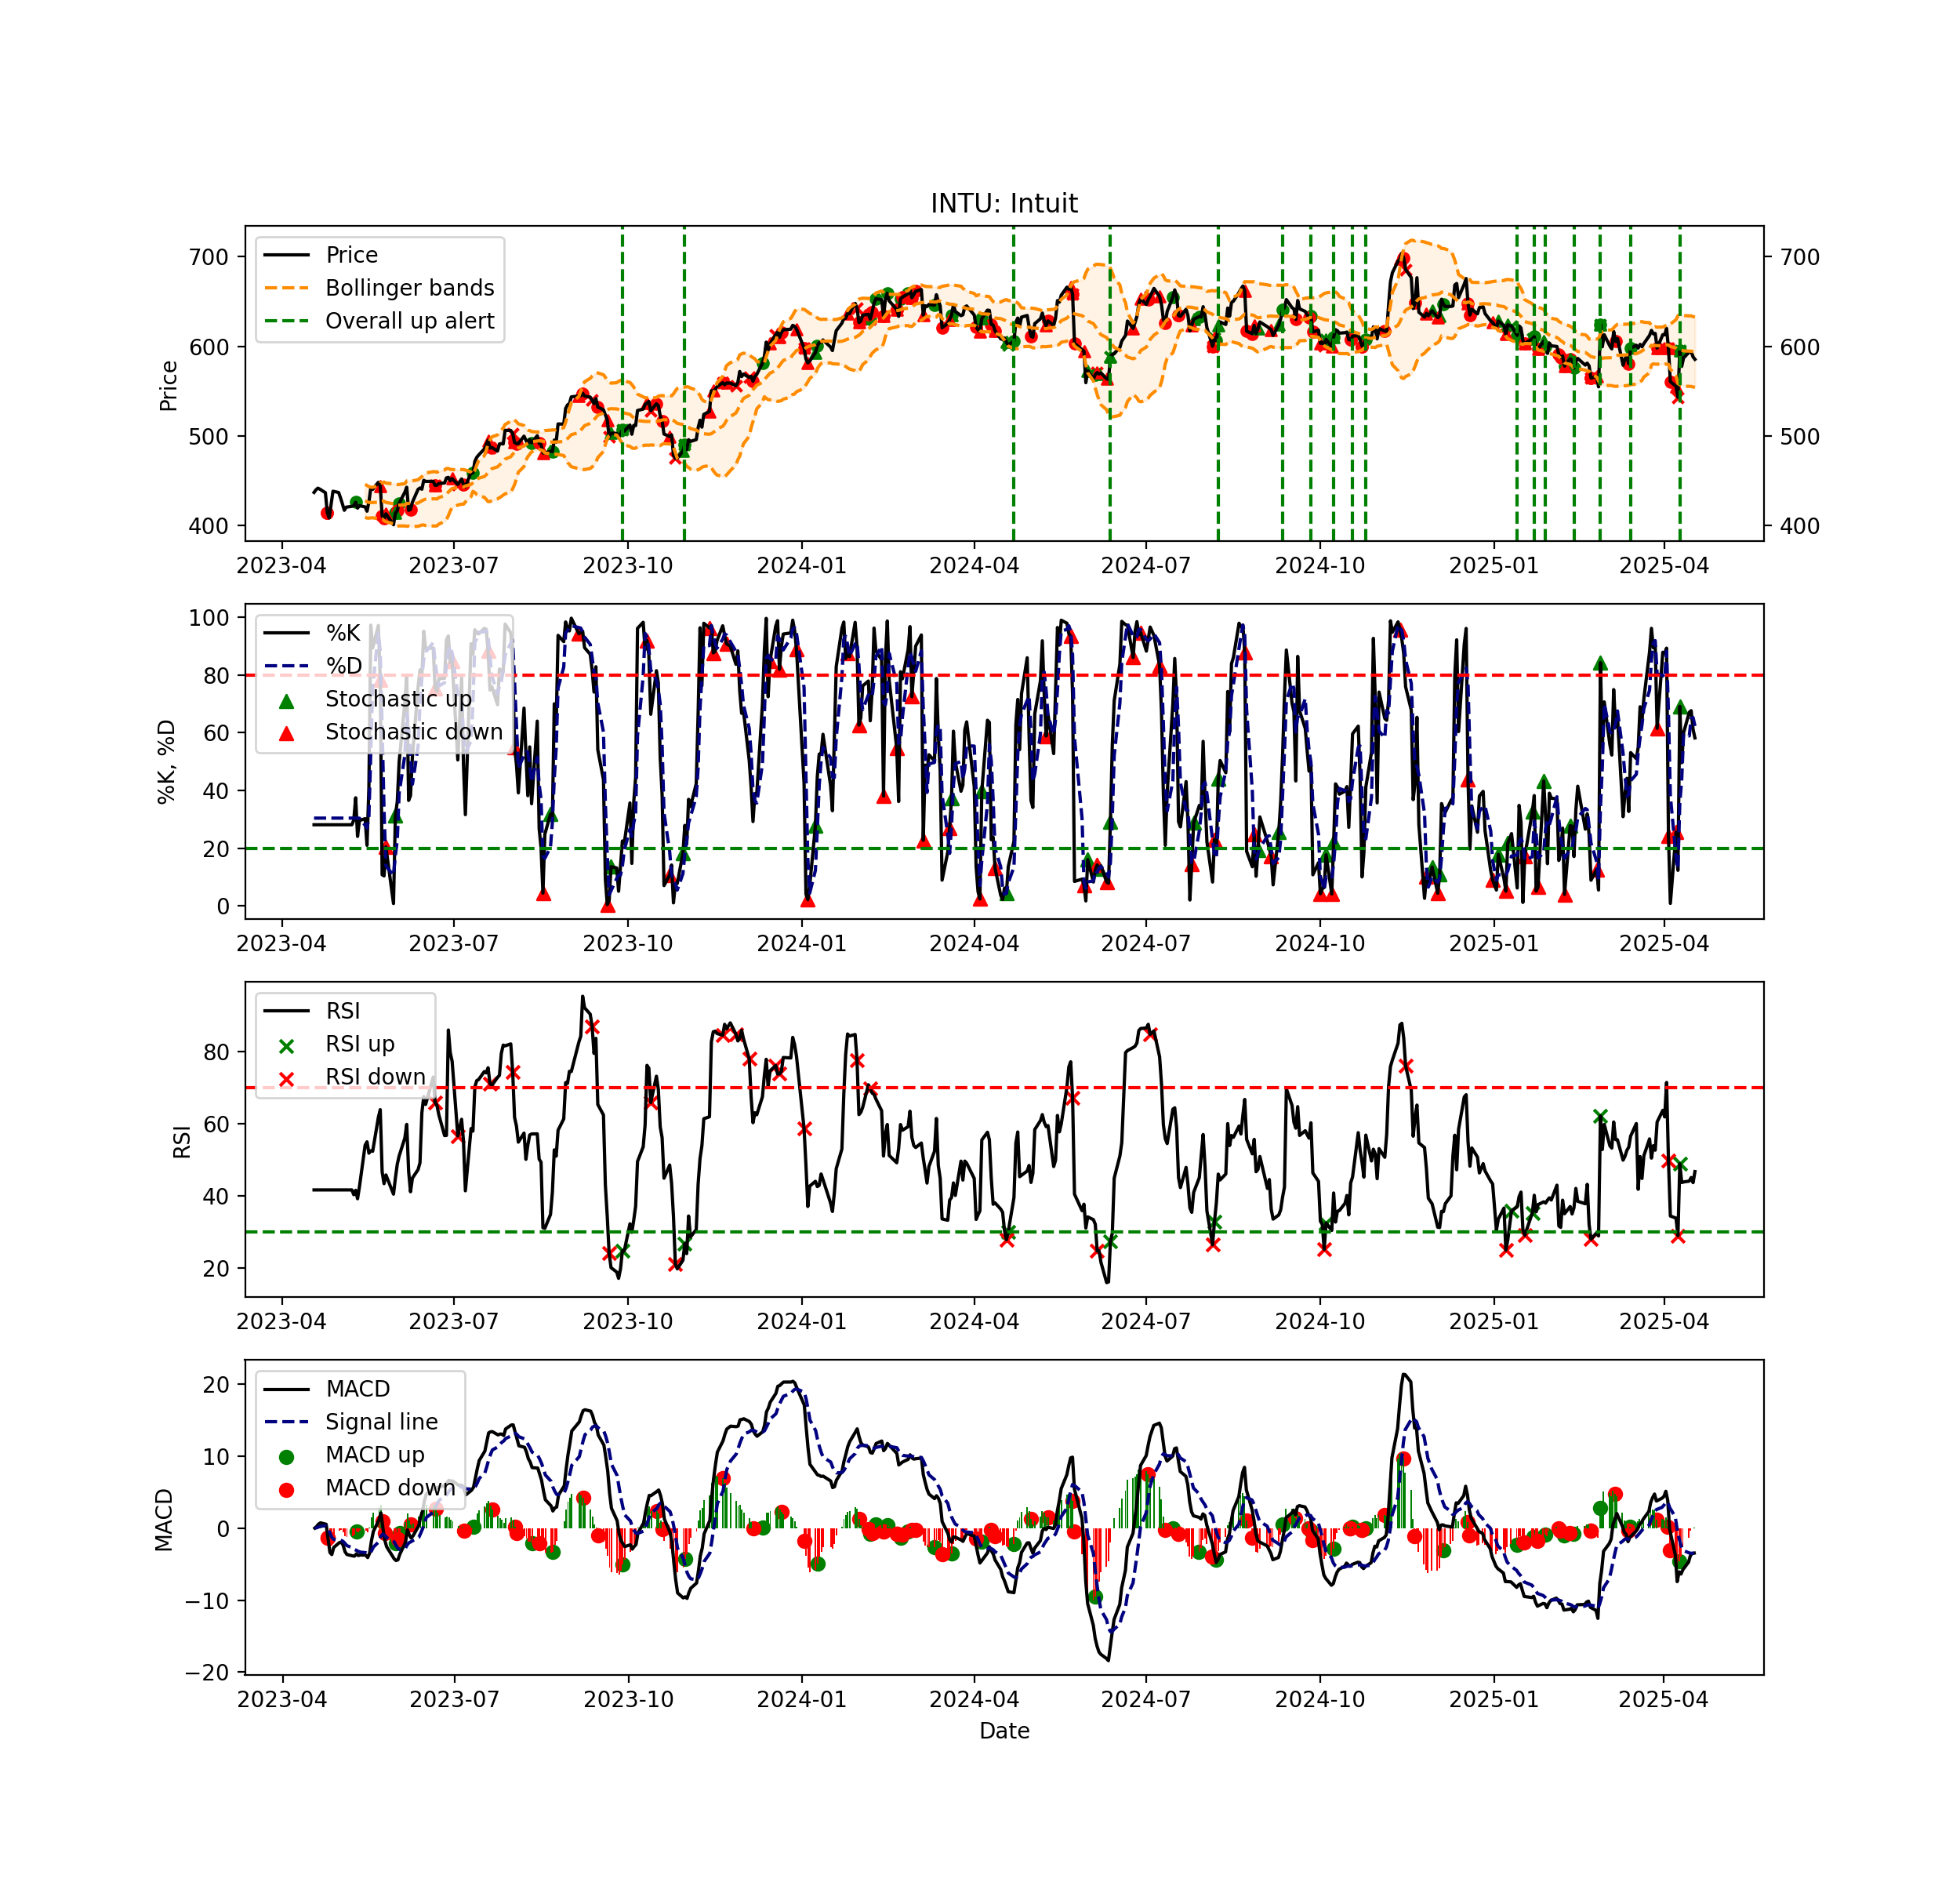 INTU: Intuit
Price
Bollinger bands
Overall up alert
700
600
500
400
700
600
500
400
Price
2023-04 2023-07 2023-10 2024-01 2024-04 2024-07 2024-10 2025-01 2025-04
%K
%D
Stochastic up
Stochastic down
100
80
60
40
20
0
%K, %D
2023-04 2023-07 2023-10 2024-01 2024-04 2024-07 2024-10 2025-01 2025-04
RSI
RSI up
RSI down
80
60
40
20
RSI
2023-04 2023-07 2023-10 2024-01 2024-04 2024-07 2024-10 2025-01 2025-04
MACD
Signal line
MACD up
MACD down
20
10
0
−10
−20
MACD
2023-04 2023-07 2023-10 2024-01 2024-04 2024-07 2024-10 2025-01 2025-04
Date